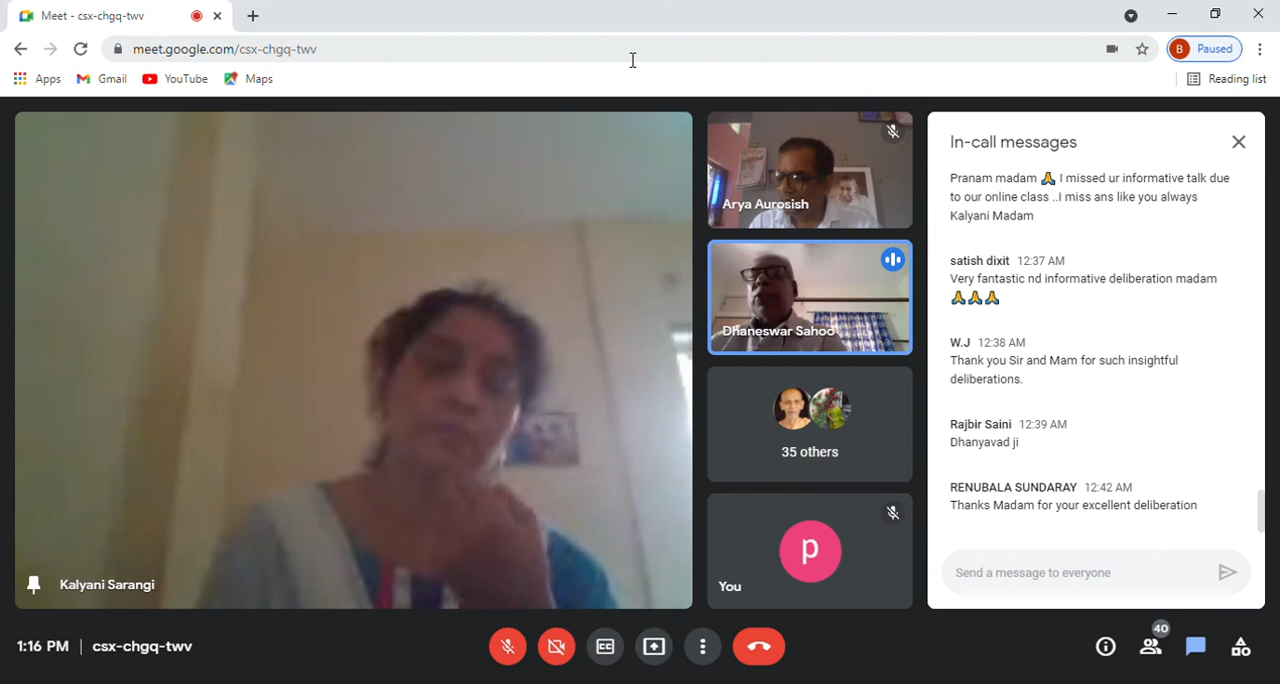 Meet - csx-chgq-twv
meet.google.com/csx-chgq-twv
B Paused
Apps Gmail YouTube Maps
Reading list
Arya Aurosish
Dhaneswar Sahoo
35 others
p
You
Kalyani Sarangi
In-call messages
Pranam madam 🙏 I missed ur informative talk due
to our online class ..I miss ans like you always
Kalyani Madam
satish dixit 12:37 AM
Very fantastic nd informative deliberation madam
🙏🙏🙏
W.J 12:38 AM
Thank you Sir and Mam for such insightful
deliberations.
Rajbir Saini 12:39 AM
Dhanyavad ji
RENUBALA SUNDARAY 12:42 AM
Thanks Madam for your excellent deliberation
Send a message to everyone
1:16 PM | csx-chgq-twv
CC
40